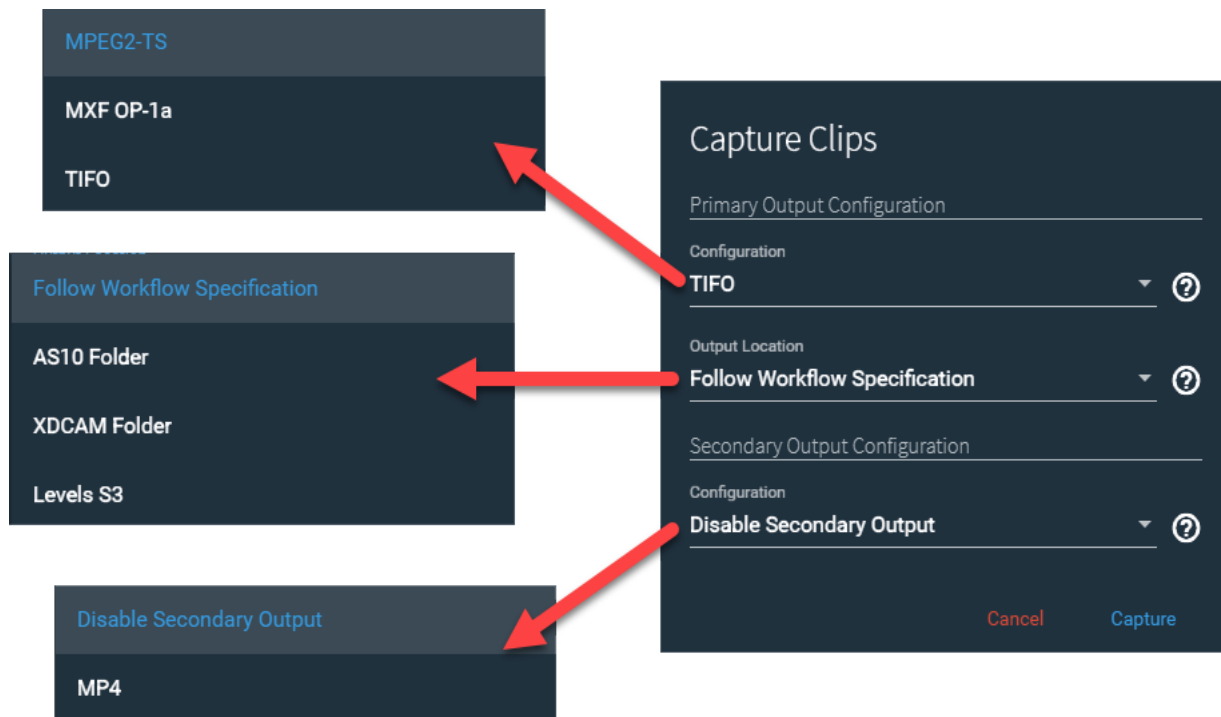 MPEG2-TS
MXF OP-1a
TIFO
Follow Workflow Specification
AS10 Folder
XDCAM Folder
Levels S3
Disable Secondary Output
MP4
Capture Clips
Primary Output Configuration
Configuration
TIFO
Output Location
Follow Workflow Specification
Secondary Output Configuration
Configuration
Disable Secondary Output
Cancel Capture